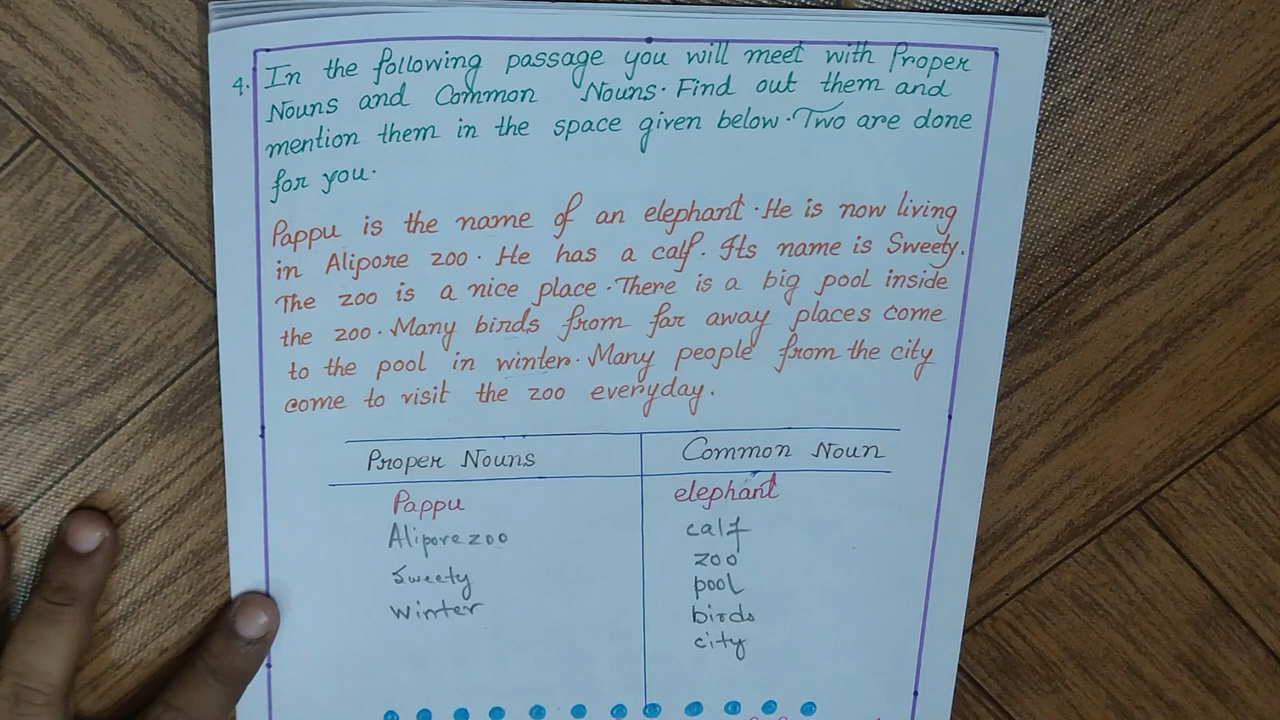 4. In the following passage you will meet with Proper
Nouns and Common Nouns. Find out them and
mention them in the space given below. Two are done
for you.
Pappu is the name of an elephant. He is now living
in Alipore zoo. He has a calf. Its name is Sweety.
The zoo is a nice place. There is a big pool inside
the zoo. Many birds from far away places come
to the pool in winter. Many people from the city
come to visit the zoo everyday.
Proper Nouns Common Noun
Pappu elephant
Alipore zoo calf
Sweety zoo
winter pool
birds
city